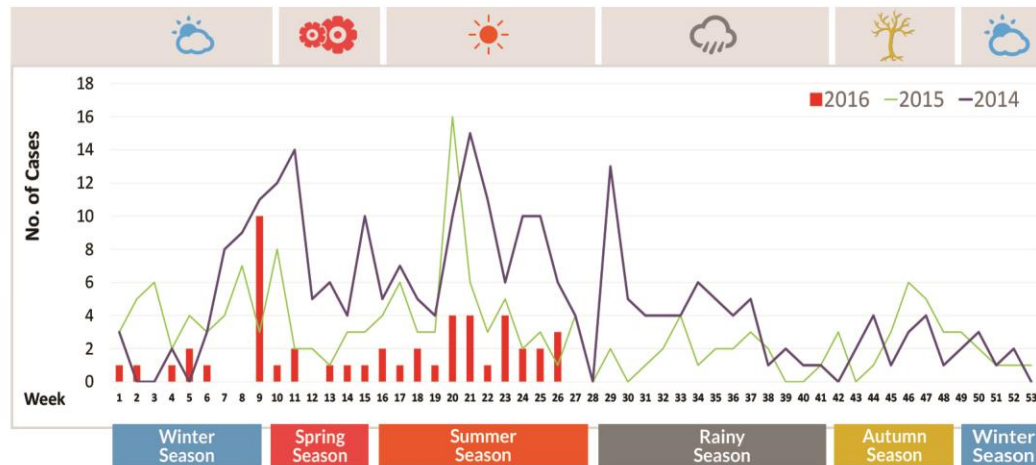 18
16
14
12
10
8
6
4
2
0
No. of Cases
2016 2015 2014
Week 1 2 3 4 5 6 7 8 9 10 11 12 13 14 15 16 17 18 19 20 21 22 23 24 25 26 27 28 29 30 31 32 33 34 35 36 37 38 39 40 41 42 43 44 45 46 47 48 49 50 51 52 53
Winter
Season
Spring
Season
Summer
Season
Rainy
Season
Autumn
Season
Winter
Season